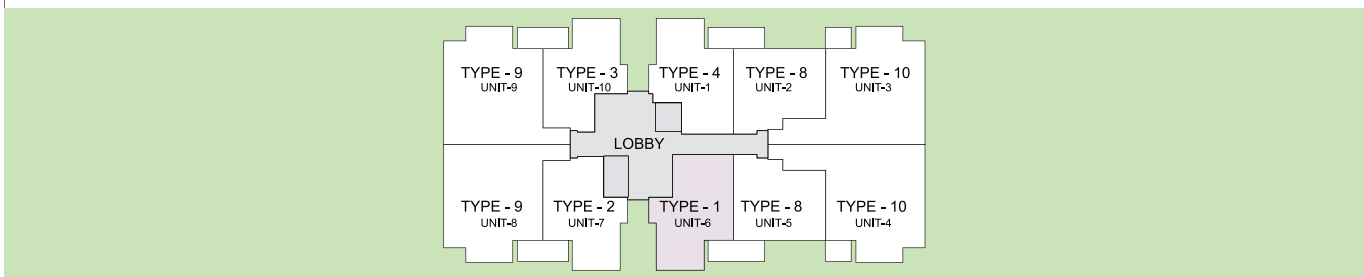 TYPE - 9
UNIT-9
TYPE - 3
UNIT-10
TYPE - 4
UNIT-1
TYPE - 8
UNIT-2
TYPE - 10
UNIT-3
LOBBY
TYPE - 9
UNIT-8
TYPE - 2
UNIT-7
TYPE - 1
UNIT-6
TYPE - 8
UNIT-5
TYPE - 10
UNIT-4